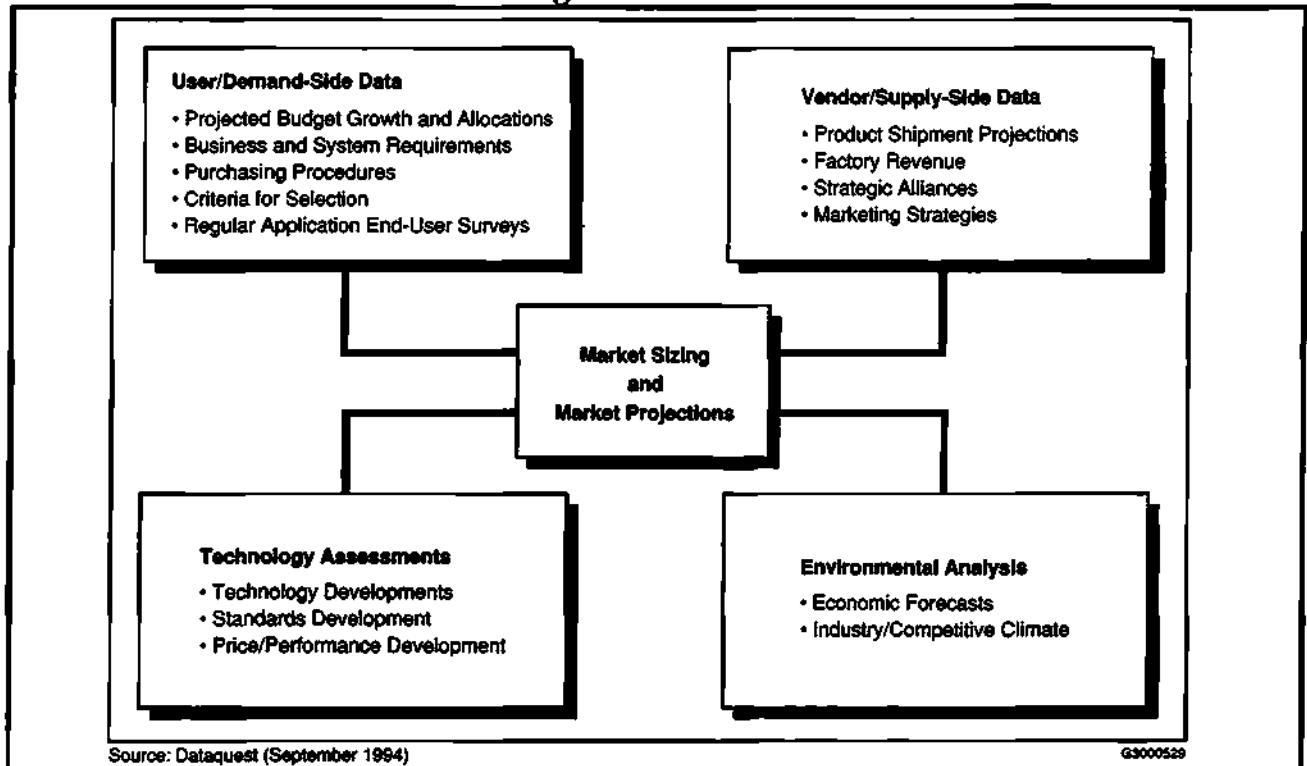 User/Demand-Side Data
• Projected Budget Growth and Allocations
• Business and System Requirements
• Purchasing Procedures
• Criteria for Selection
• Regular Application End-User Surveys
Vendor/Supply-Side Data
• Product Shipment Projections
• Factory Revenue
• Strategic Alliances
• Marketing Strategies
Market Sizing
and
Market Projections
Technology Assessments
• Technology Developments
• Standards Development
• Price/Performance Development
Environmental Analysis
• Economic Forecasts
• Industry/Competitive Climate
Source: Dataquest (September 1994)
G3000529